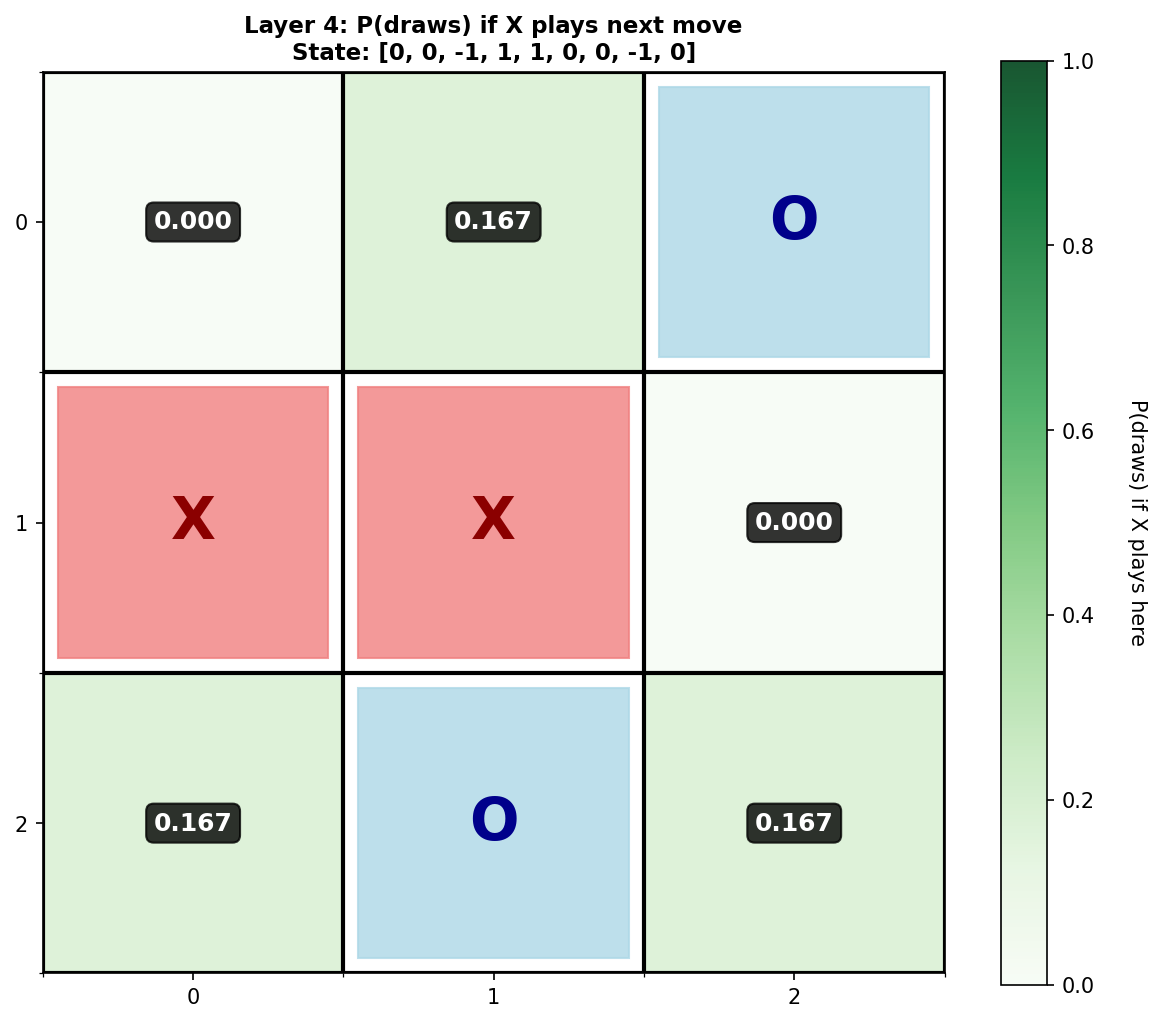 Layer 4: P(draws) if X plays next move
State: [0, 0, -1, 1, 1, 0, 0, -1, 0]
0 0.000 0.167 O
1 X X 0.000
2 0.167 O 0.167
0 1 2
1.0
0.8
0.6
0.4
0.2
0.0
P(draws) if X plays here